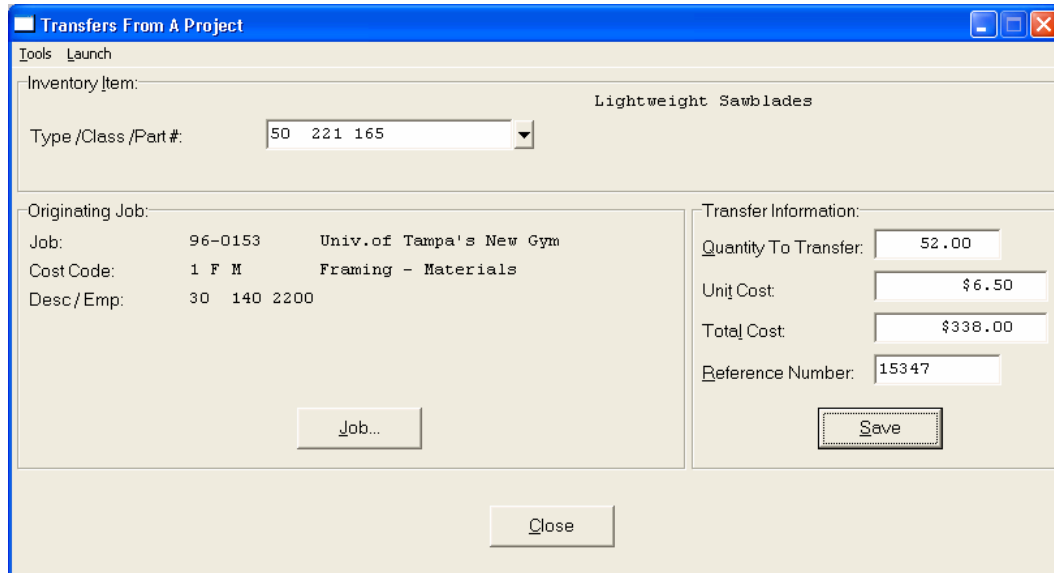 Transfers From A Project
Tools Launch
Inventory Item:
Lightweight Sawblades
Type /Class /Part #: 50 221 165
Originating Job:
Job: 96-0153 Univ.of Tampa's New Gym
Cost Code: 1 F M Framing - Materials
Desc / Emp: 30 140 2200
Job...
Transfer Information:
Quantity To Transfer: 52.00
Unit Cost: $6.50
Total Cost: $338.00
Reference Number: 15347
Save
Close